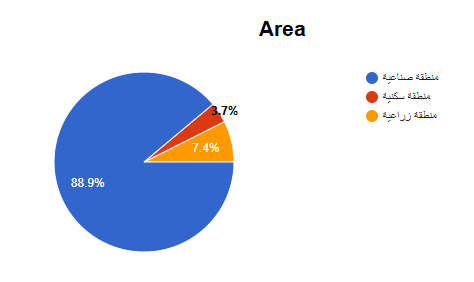 Area
منطقة صناعية
منطقة سكنية
منطقة زراعية
3.7%
7.4%
88.9%